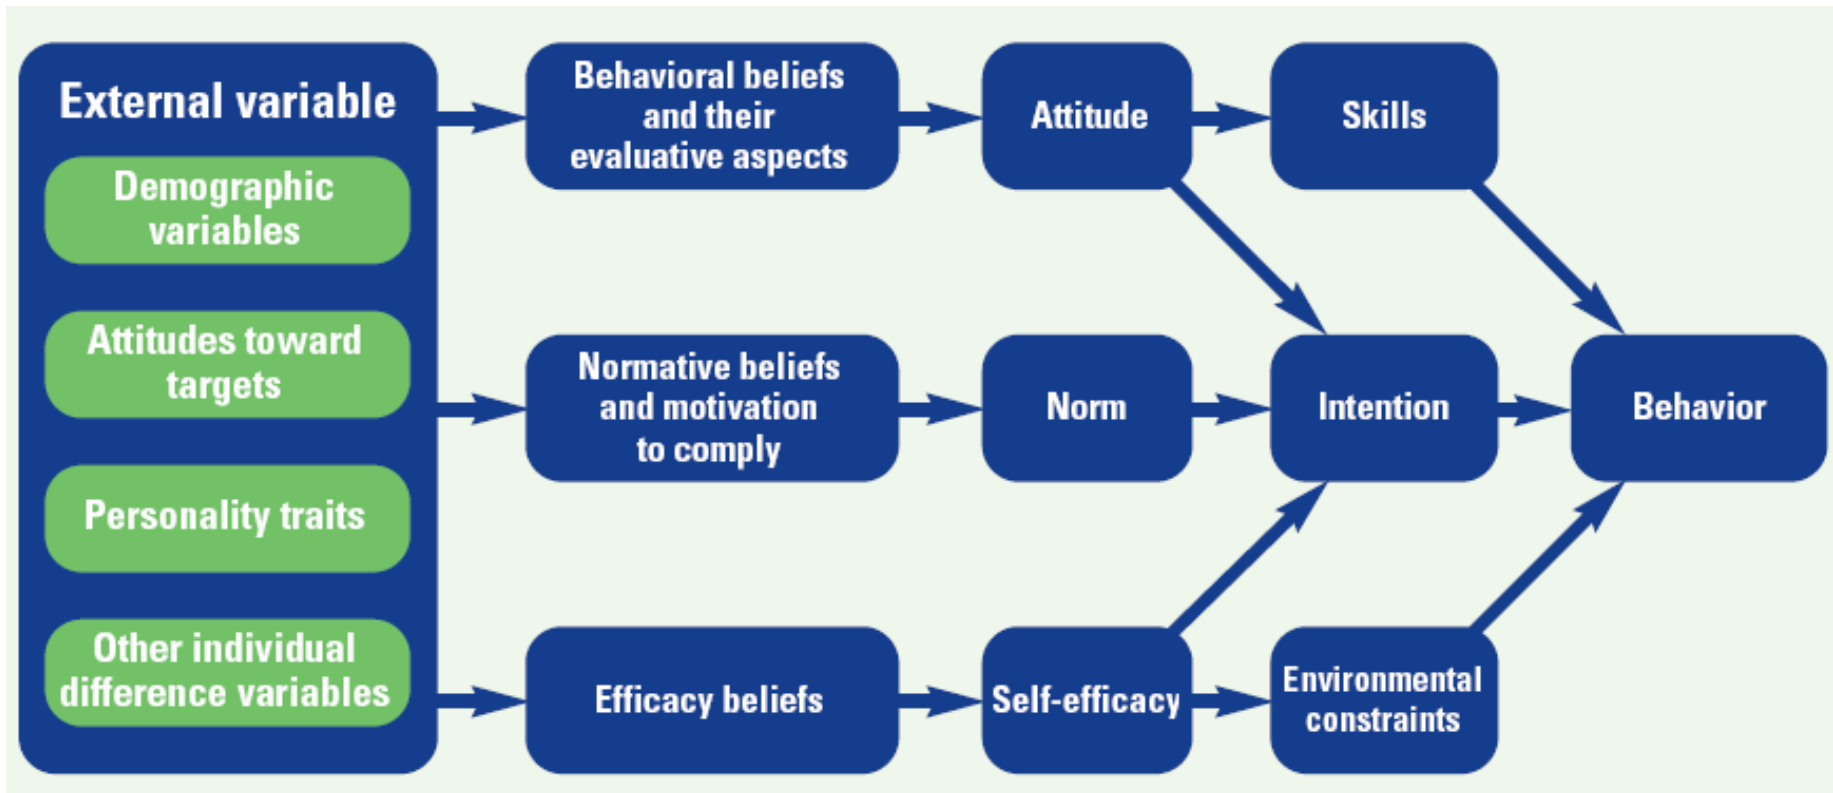 External variable
Demographic
variables
Attitudes toward
targets
Personality traits
Other individual
difference variables
Behavioral beliefs
and their
evaluative aspects
Attitude
Skills
Normative beliefs
and motivation
to comply
Norm
Intention
Behavior
Efficacy beliefs
Self-efficacy
Environmental
constraints